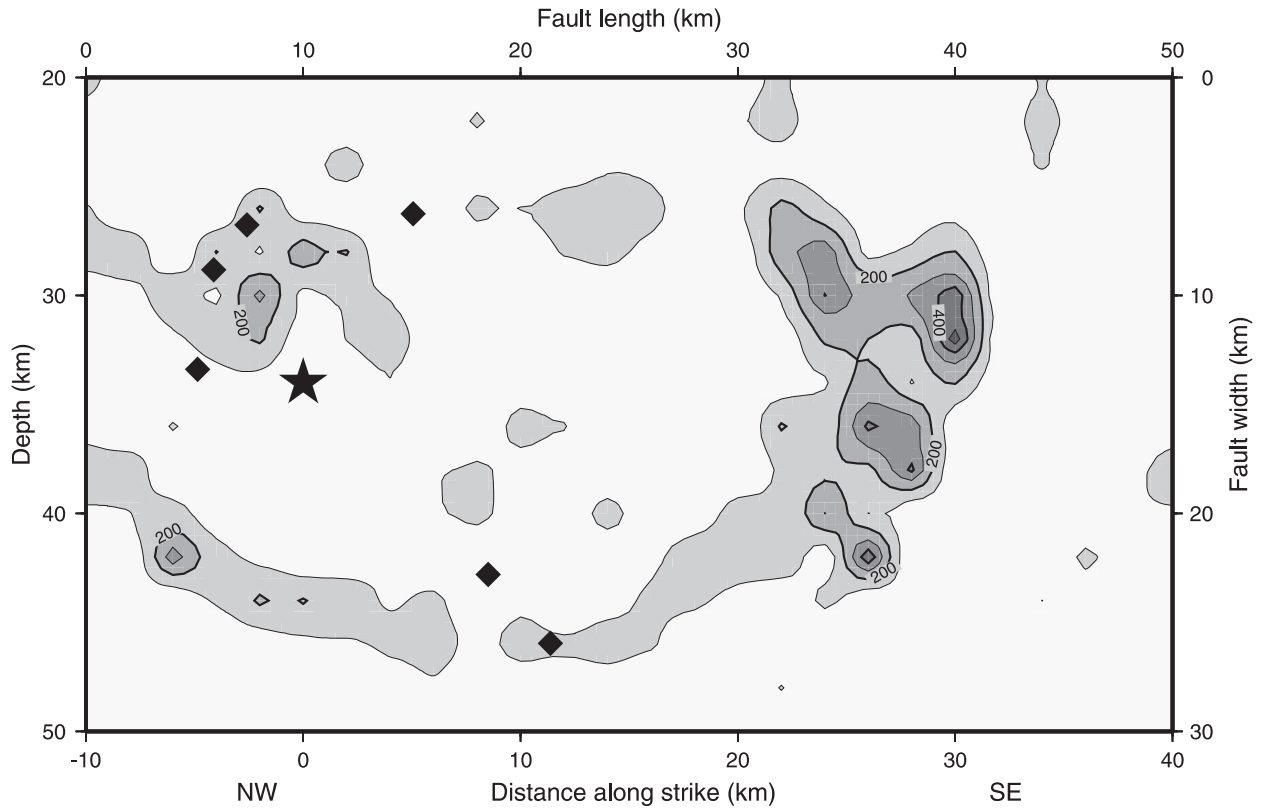 Fault length (km)
0 10 20 30 40 50
20 0
200
30 10
200
400
Depth (km)
Fault width (km)
200
40 20
200
200
50 30
-10 0 10 20 30 40
NW Distance along strike (km) SE